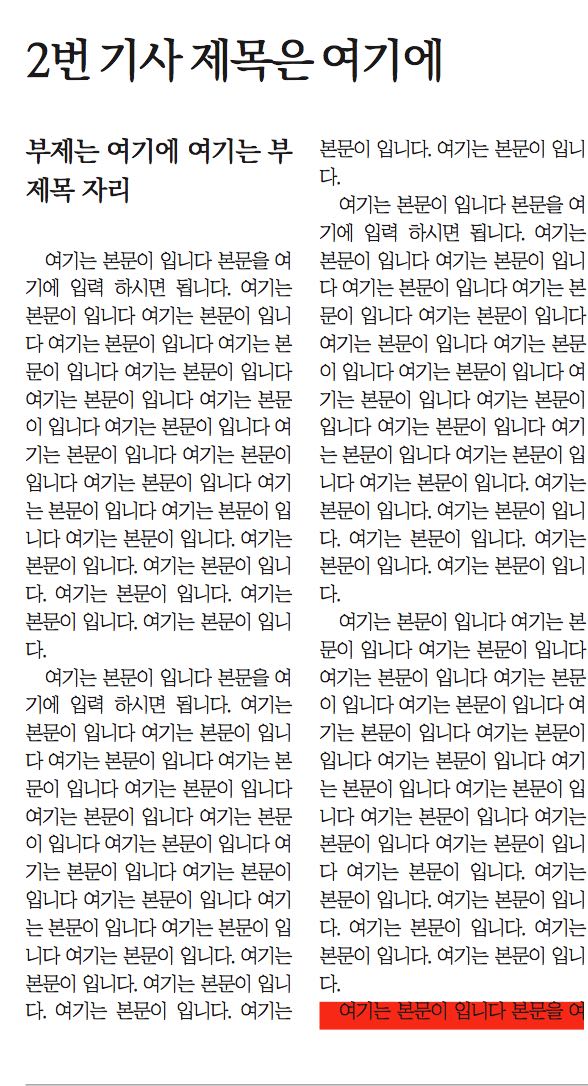 2번 기사 제목은 여기에
부제는 여기에 여기는 부
제목 자리
여기는 본문이 입니다 본문을 여
기에 입력 하시면 됩니다. 여기는
본문이 입니다 여기는 본문이 입니
다 여기는 본문이 입니다 여기는 본
문이 입니다 여기는 본문이 입니다
여기는 본문이 입니다 여기는 본문
이 입니다 여기는 본문이 입니다 여
기는 본문이 입니다 여기는 본문이
입니다 여기는 본문이 입니다 여기
는 본문이 입니다 여기는 본문이 입
니다 여기는 본문이 입니다. 여기는
본문이 입니다. 여기는 본문이 입니
다. 여기는 본문이 입니다. 여기는
본문이 입니다. 여기는 본문이 입니
다.
여기는 본문이 입니다 본문을 여
기에 입력 하시면 됩니다. 여기는
본문이 입니다 여기는 본문이 입니
다 여기는 본문이 입니다 여기는 본
문이 입니다 여기는 본문이 입니다
여기는 본문이 입니다 여기는 본문
이 입니다 여기는 본문이 입니다 여
기는 본문이 입니다 여기는 본문이
입니다 여기는 본문이 입니다 여기
는 본문이 입니다 여기는 본문이 입
니다 여기는 본문이 입니다. 여기는
본문이 입니다. 여기는 본문이 입니
다. 여기는 본문이 입니다. 여기는
본문이 입니다. 여기는 본문이 입니
다.
여기는 본문이 입니다 본문을 여
기에 입력 하시면 됩니다. 여기는
본문이 입니다 여기는 본문이 입니
다 여기는 본문이 입니다 여기는 본
문이 입니다 여기는 본문이 입니다
여기는 본문이 입니다 여기는 본문
이 입니다 여기는 본문이 입니다 여
기는 본문이 입니다 여기는 본문이
입니다 여기는 본문이 입니다 여기
는 본문이 입니다 여기는 본문이 입
니다 여기는 본문이 입니다. 여기는
본문이 입니다. 여기는 본문이 입니
다. 여기는 본문이 입니다. 여기는
본문이 입니다. 여기는 본문이 입니
다.
여기는 본문이 입니다 여기는 본
문이 입니다 여기는 본문이 입니다
여기는 본문이 입니다 여기는 본문
이 입니다 여기는 본문이 입니다 여
기는 본문이 입니다 여기는 본문이
입니다 여기는 본문이 입니다 여기
는 본문이 입니다 여기는 본문이 입
니다 여기는 본문이 입니다 여기는
본문이 입니다 여기는 본문이 입니
다 여기는 본문이 입니다. 여기는
본문이 입니다. 여기는 본문이 입니
다. 여기는 본문이 입니다. 여기는
본문이 입니다. 여기는 본문이 입니
다.
여기는 본문이 입니다 본문을 여